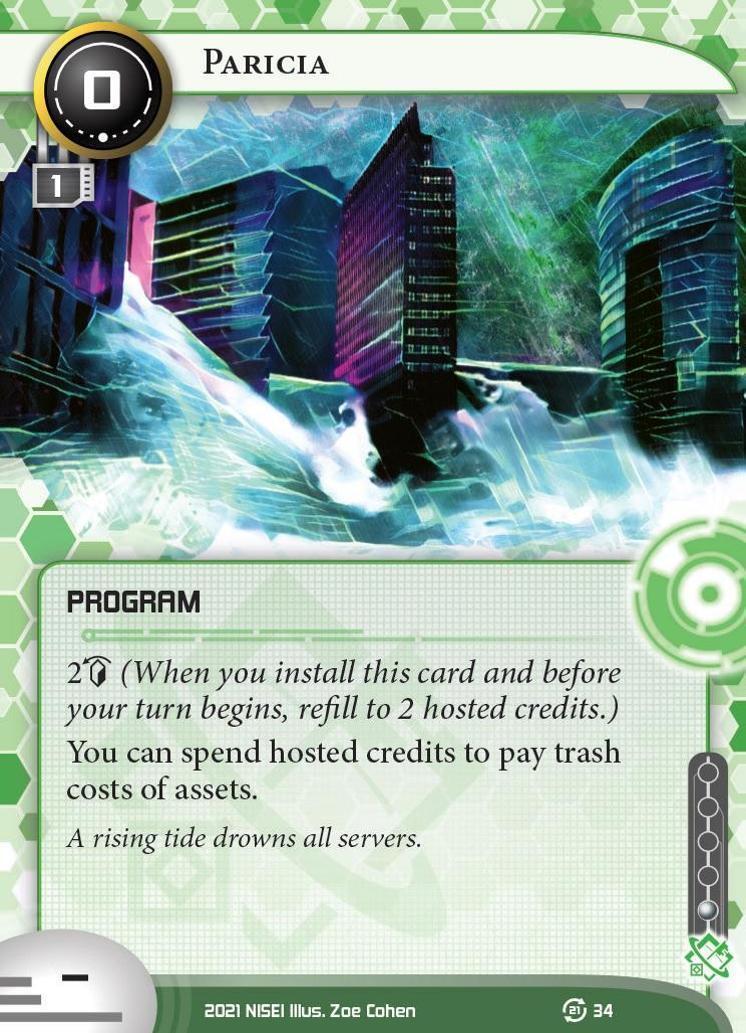 0
PARICIA
1
PROGRAM
2 (When you install this card and before
your turn begins, refill to 2 hosted credits.)
You can spend hosted credits to pay trash
costs of assets.
A rising tide drowns all servers.
–
2021 NISEI Illus. Zoe Cohen
21 34